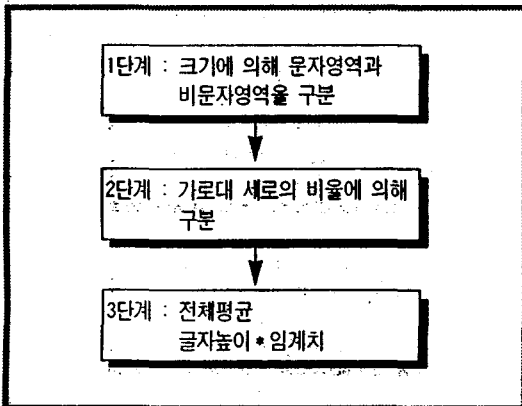 1단계 : 크기에 의해 문자영역과
비문자영역을 구분
2단계 : 가로대 세로의 비율에 의해
구분
3단계 : 전체평균
글자높이 * 임계치